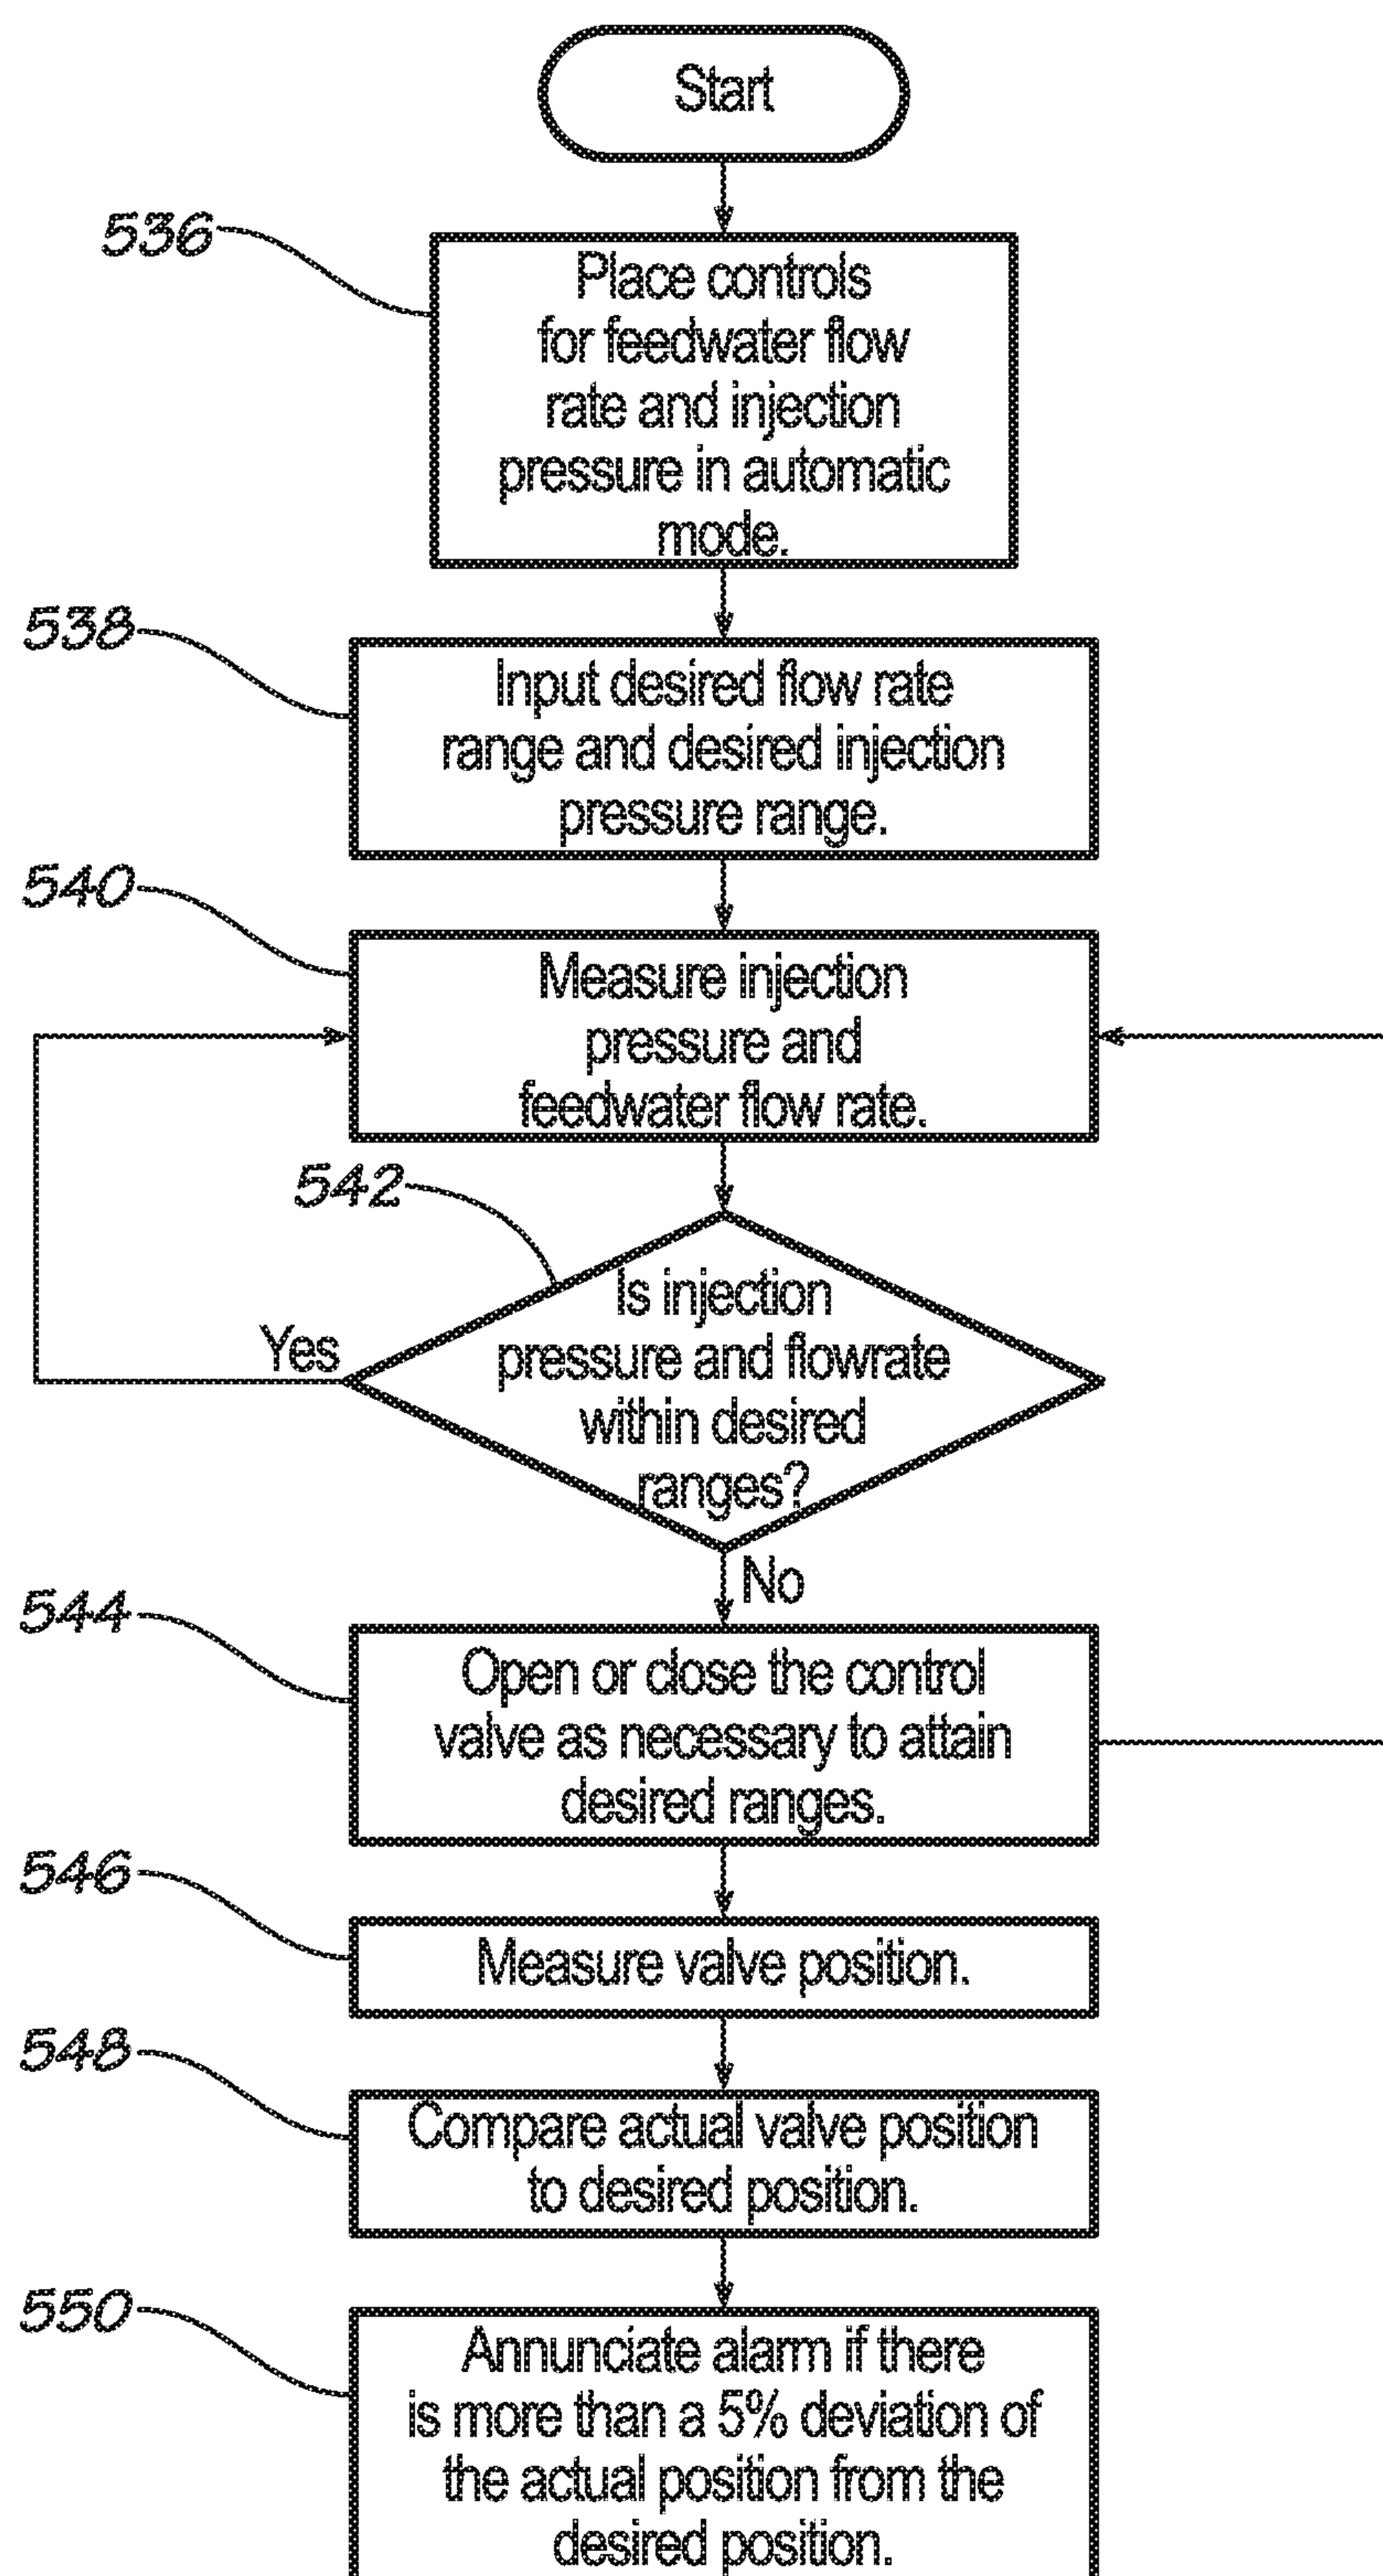 Start
536
Place controls
for feedwater flow
rate and injection
pressure in automatic
mode.
538
Input desired flow rate
range and desired injection
pressure range.
540
Measure injection
pressure and
feedwater flow rate.
542
Is injection
pressure and flowrate
within desired
ranges?
Yes
No
544
Open or close the control
valve as necessary to attain
desired ranges.
546
Measure valve position.
548
Compare actual valve position
to desired position.
550
Annunciate alarm if there
is more than a 5% deviation of
the actual position from the
desired position.